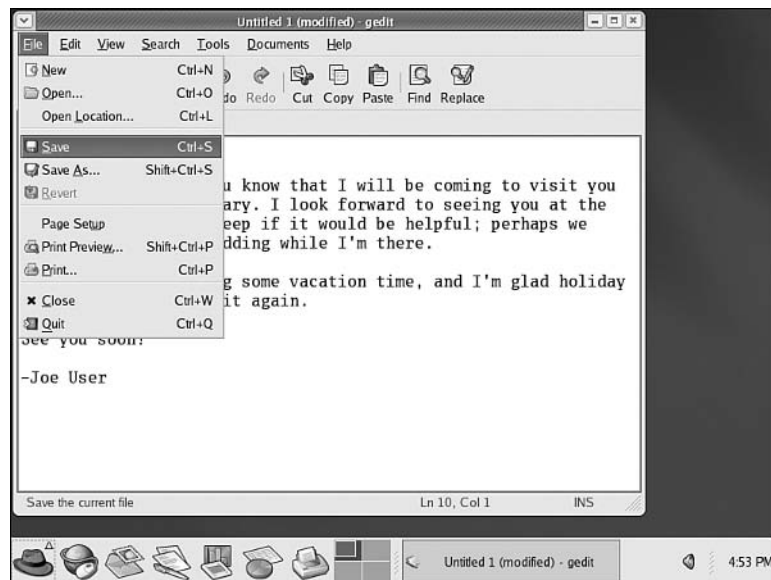 Untitled 1 (modified) - gedit
File Edit View Search Tools Documents Help
New Ctrl+N
Open... Ctrl+O
Open Location... Ctrl+L
Save Ctrl+S
Save As... Shift+Ctrl+S
Revert
Page Setup
Print Preview... Shift+Ctrl+P
Print... Ctrl+P
Close Ctrl+W
Quit Ctrl+Q
do Redo Cut Copy Paste Find Replace
u know that I will be coming to visit you
ary. I look forward to seeing you at the
eep if it would be helpful; perhaps we
dding while I'm there.
g some vacation time, and I'm glad holiday
it again.
See you soon!
-Joe User
Save the current file Ln 10, Col 1 INS
Untitled 1 (modified) - gedit 4:53 PM